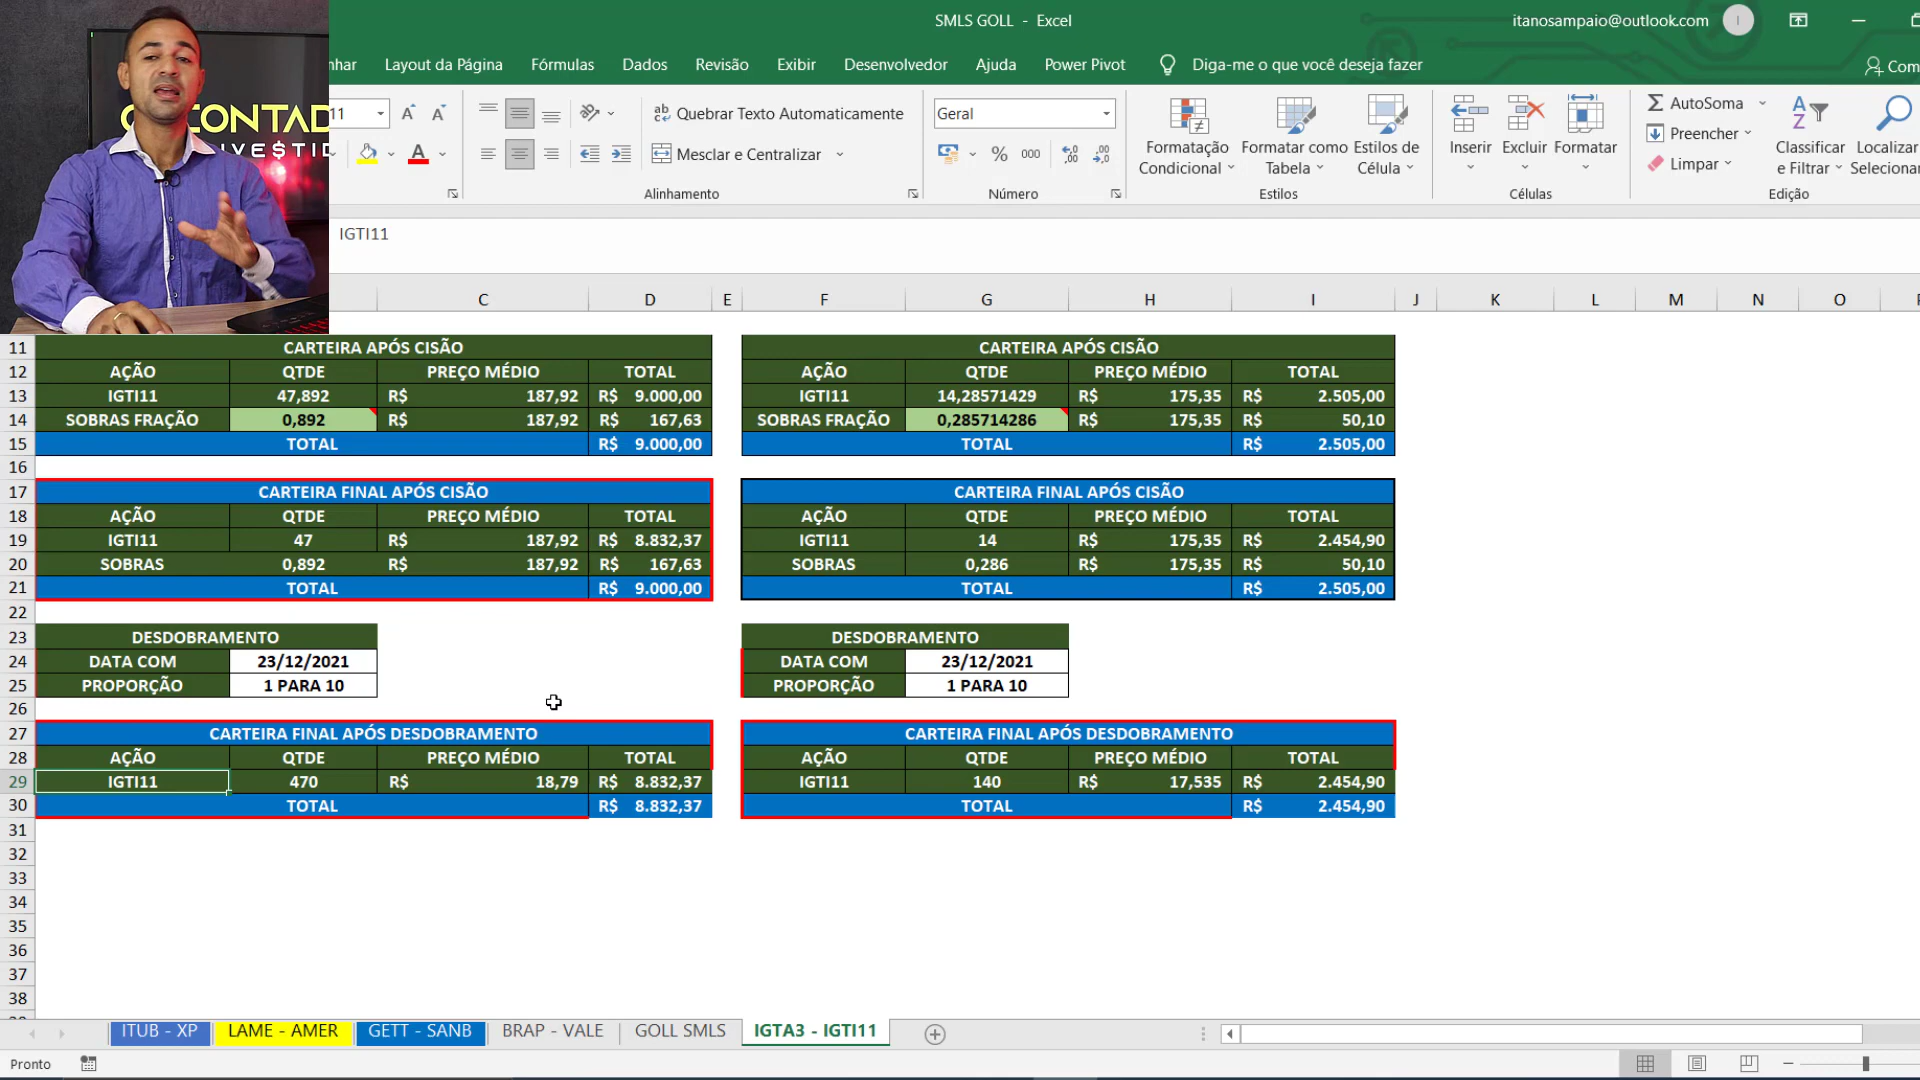 SMLS GOLL - Excel
itanosampaio@outlook.com
I
nhar
Layout da Página
Fórmulas
Dados
Revisão
Exibir
Desenvolvedor
Ajuda
Power Pivot
Diga-me o que você deseja fazer
Com
CONTAD
INVE$TID
11
Quebrar Texto Automaticamente
Mesclar e Centralizar
Alinhamento
Geral
% 000
Número
Formatação Condicional
Formatar como Tabela
Estilos de Célula
Estilos
Inserir
Excluir
Formatar
Células
AutoSoma
Preencher
Limpar
Classificar e Filtrar
Localizar Selecionar
Edição
IGTI11
C D E F G H I J K L M N O P
11 CARTEIRA APÓS CISÃO CARTEIRA APÓS CISÃO
12 AÇÃO QTDE PREÇO MÉDIO TOTAL AÇÃO QTDE PREÇO MÉDIO TOTAL
13 IGTI11 47,892 R$ 187,92 R$ 9.000,00 IGTI11 14,28571429 R$ 175,35 R$ 2.505,00
14 SOBRAS FRAÇÃO 0,892 R$ 187,92 R$ 167,63 SOBRAS FRAÇÃO 0,285714286 R$ 175,35 R$ 50,10
15 TOTAL R$ 9.000,00 TOTAL R$ 2.505,00
16
17 CARTEIRA FINAL APÓS CISÃO CARTEIRA FINAL APÓS CISÃO
18 AÇÃO QTDE PREÇO MÉDIO TOTAL AÇÃO QTDE PREÇO MÉDIO TOTAL
19 IGTI11 47 R$ 187,92 R$ 8.832,37 IGTI11 14 R$ 175,35 R$ 2.454,90
20 SOBRAS 0,892 R$ 187,92 R$ 167,63 SOBRAS 0,286 R$ 175,35 R$ 50,10
21 TOTAL R$ 9.000,00 TOTAL R$ 2.505,00
22
23 DESDOBRAMENTO DESDOBRAMENTO
24 DATA COM 23/12/2021 DATA COM 23/12/2021
25 PROPORÇÃO 1 PARA 10 PROPORÇÃO 1 PARA 10
26
27 CARTEIRA FINAL APÓS DESDOBRAMENTO CARTEIRA FINAL APÓS DESDOBRAMENTO
28 AÇÃO QTDE PREÇO MÉDIO TOTAL AÇÃO QTDE PREÇO MÉDIO TOTAL
29 IGTI11 470 R$ 18,79 R$ 8.832,37 IGTI11 140 R$ 17,535 R$ 2.454,90
30 TOTAL R$ 8.832,37 TOTAL R$ 2.454,90
31
32
33
34
35
36
37
38
ITUB - XP
LAME - AMER
GETT - SANB
BRAP - VALE
GOLL SMLS
IGTA3 - IGTI11
Pronto